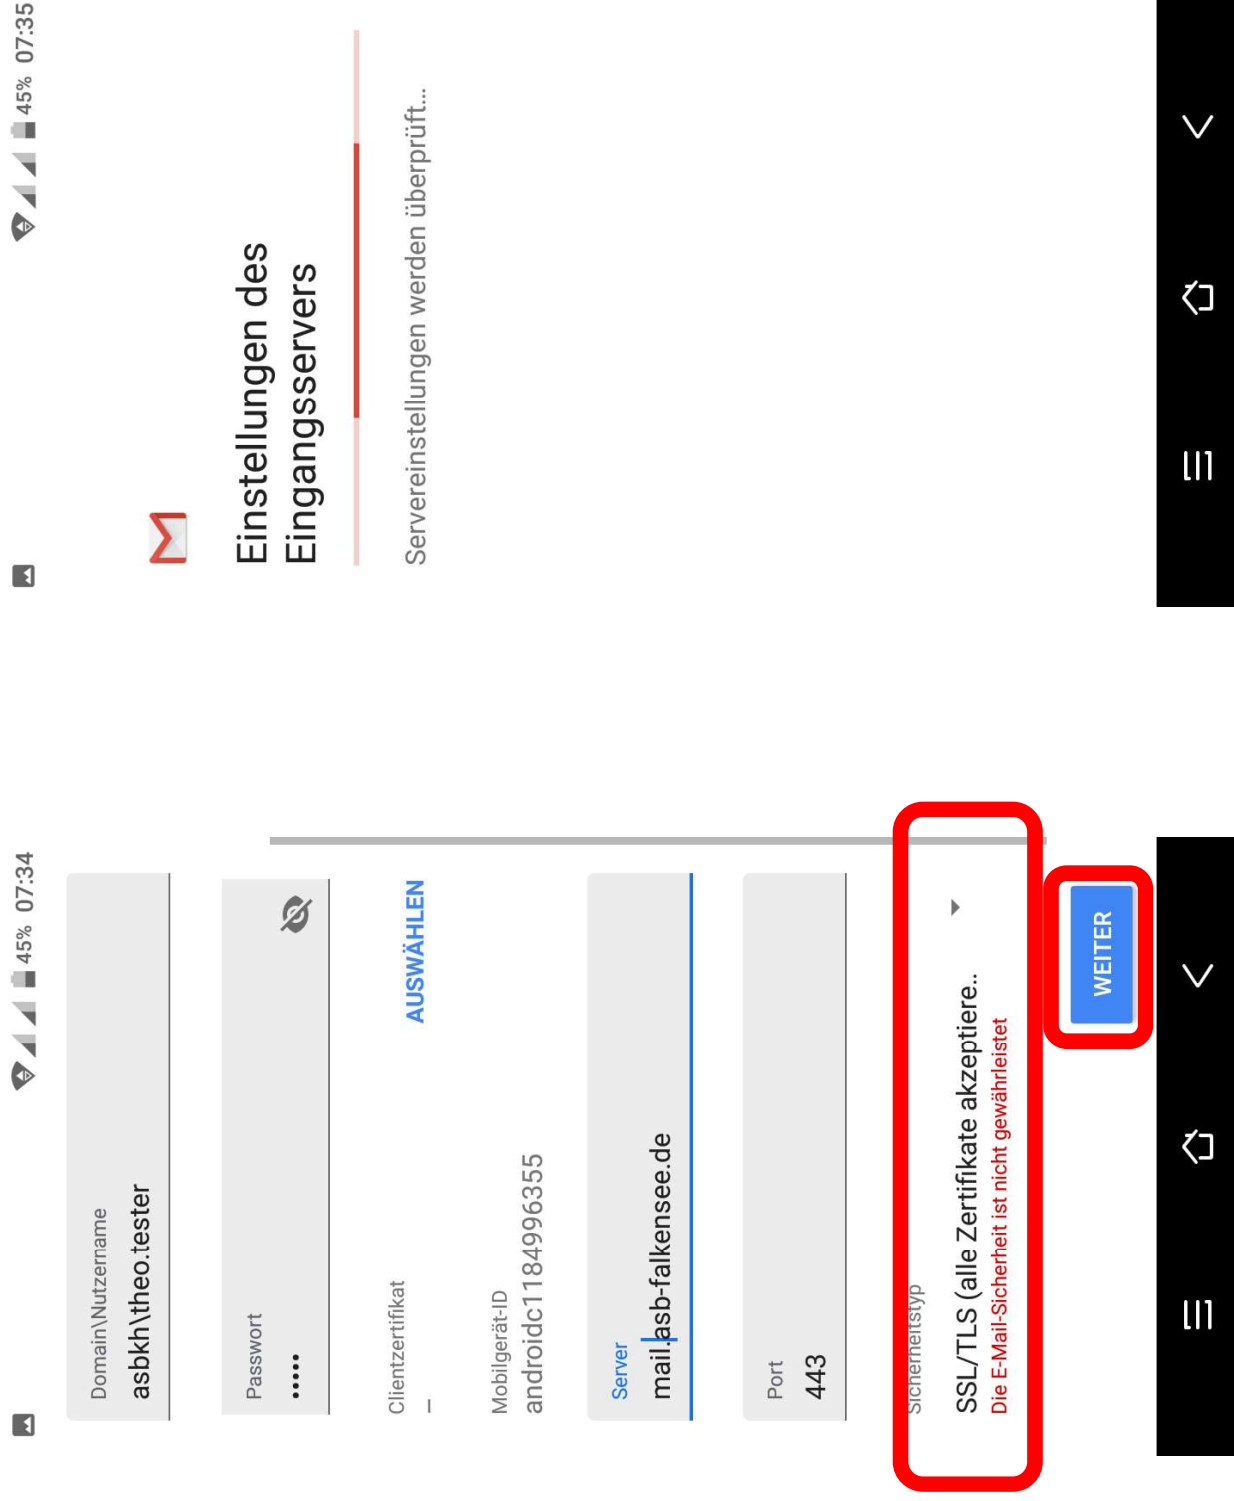 45% 07:34
Domain\Nutzername
asbkh\theo.tester
Passwort
•••••
Clientzertifikat
AUSWÄHLEN
–
Mobilgerät-ID
androidc1184996355
Server
mail.asb-falkensee.de
Port
443
Sicherheitstyp
SSL/TLS (alle Zertifikate akzeptiere..
Die E-Mail-Sicherheit ist nicht gewährleistet
WEITER
45% 07:35
Einstellungen des
Eingangsservers
Servereinstellungen werden überprüft...